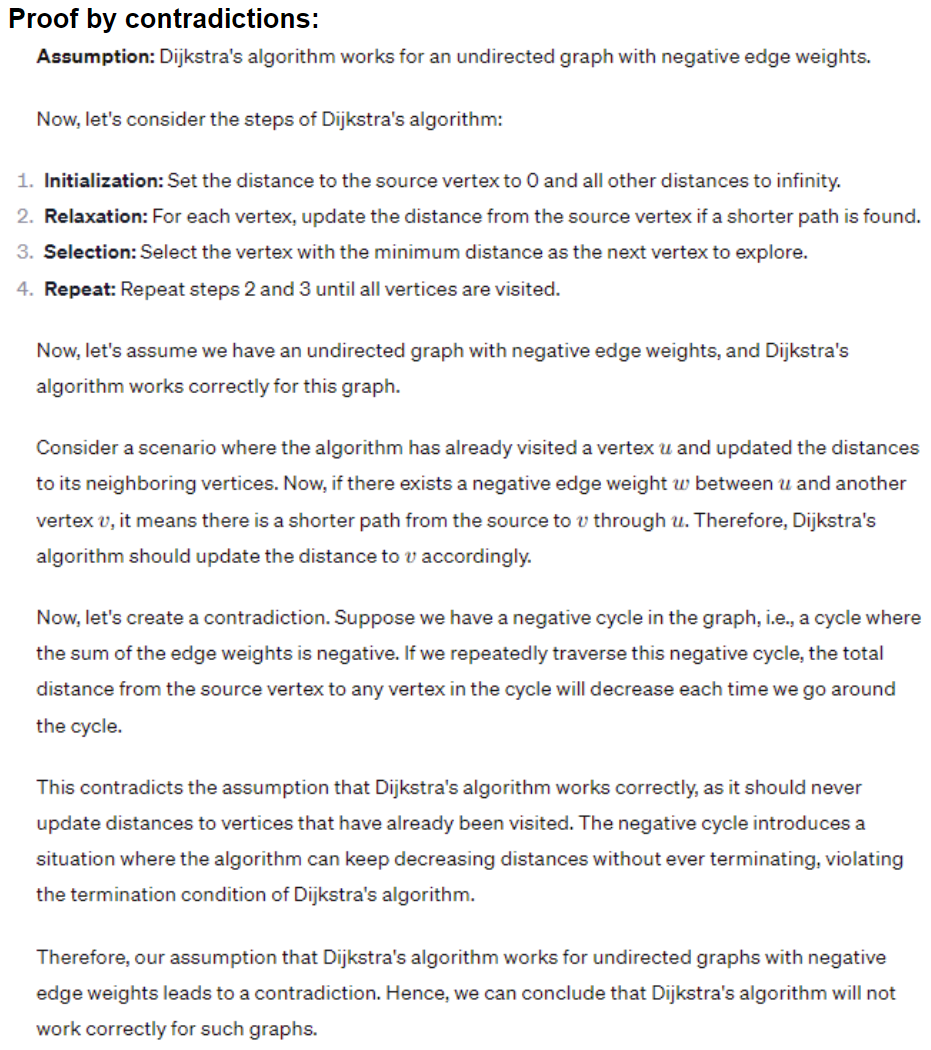 Proof by contradictions:
Assumption: Dijkstra's algorithm works for an undirected graph with negative edge weights.
Now, let's consider the steps of Dijkstra's algorithm:
1. Initialization: Set the distance to the source vertex to 0 and all other distances to infinity.
2. Relaxation: For each vertex, update the distance from the source vertex if a shorter path is found.
3. Selection: Select the vertex with the minimum distance as the next vertex to explore.
4. Repeat: Repeat steps 2 and 3 until all vertices are visited.
Now, let's assume we have an undirected graph with negative edge weights, and Dijkstra's
algorithm works correctly for this graph.
Consider a scenario where the algorithm has already visited a vertex u and updated the distances
to its neighboring vertices. Now, if there exists a negative edge weight w between u and another
vertex v, it means there is a shorter path from the source to v through u. Therefore, Dijkstra's
algorithm should update the distance to v accordingly.
Now, let's create a contradiction. Suppose we have a negative cycle in the graph, i.e., a cycle where
the sum of the edge weights is negative. If we repeatedly traverse this negative cycle, the total
distance from the source vertex to any vertex in the cycle will decrease each time we go around
the cycle.
This contradicts the assumption that Dijkstra's algorithm works correctly, as it should never
update distances to vertices that have already been visited. The negative cycle introduces a
situation where the algorithm can keep decreasing distances without ever terminating, violating
the termination condition of Dijkstra's algorithm.
Therefore, our assumption that Dijkstra's algorithm works for undirected graphs with negative
edge weights leads to a contradiction. Hence, we can conclude that Dijkstra's algorithm will not
work correctly for such graphs.